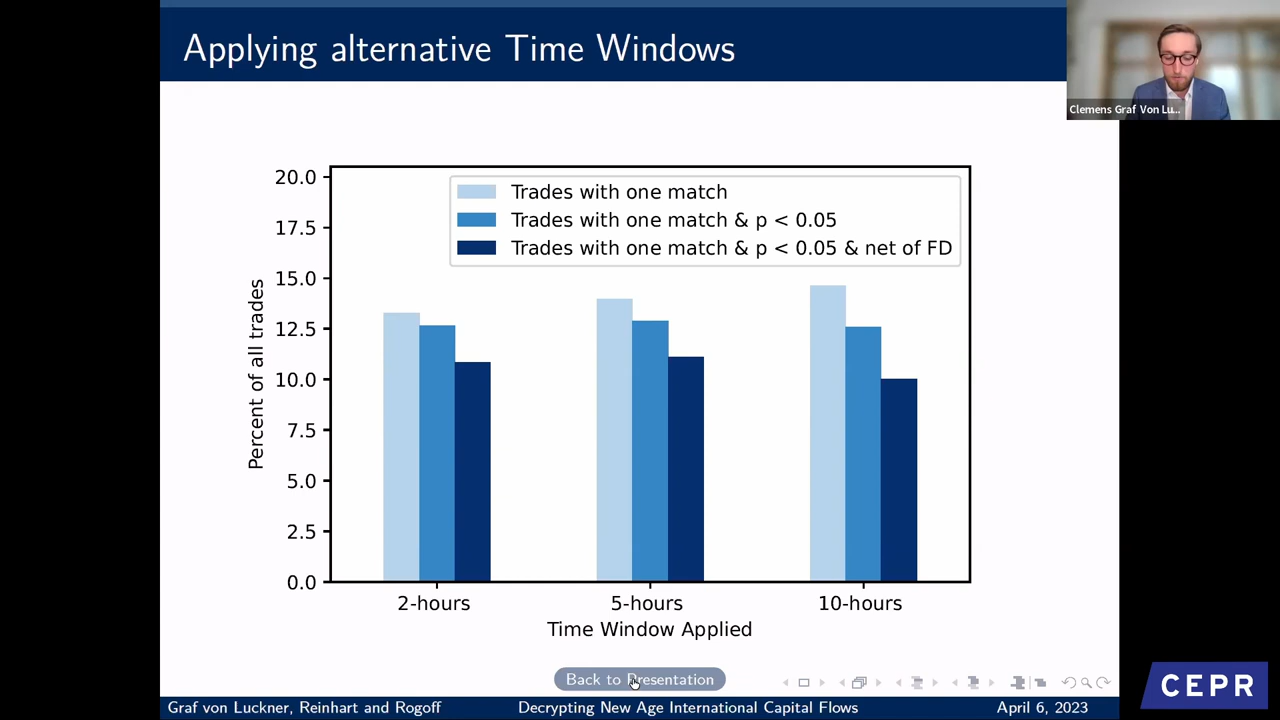 Applying alternative Time Windows
Clemens Graf Von Lu...
20.0
17.5
15.0
12.5
10.0
7.5
5.0
2.5
0.0
Percent of all trades
Trades with one match
Trades with one match & p < 0.05
Trades with one match & p < 0.05 & net of FD
2-hours
5-hours
10-hours
Time Window Applied
Back to Presentation
Graf von Luckner, Reinhart and Rogoff
Decrypting New Age International Capital Flows
April 6, 2023
CEPR